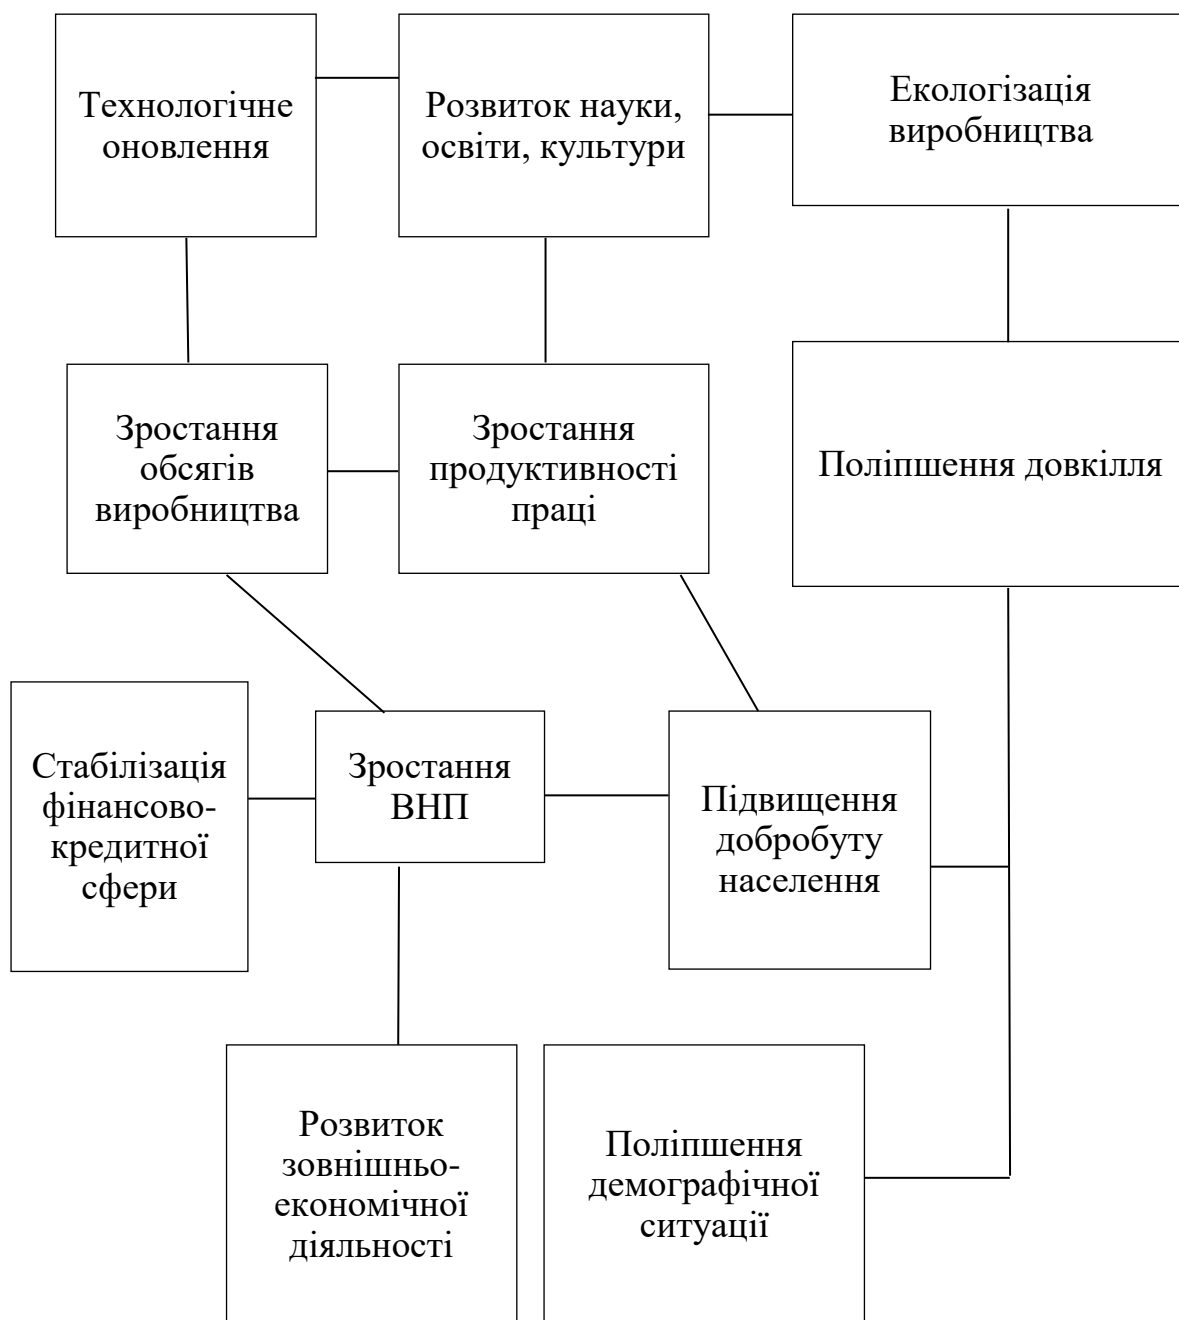 Технологічне
оновлення
Розвиток науки,
освіти, культури
Екологізація
виробництва
Зростання
обсягів
виробництва
Зростання
продуктивності
праці
Поліпшення довкілля
Стабілізація
фінансово-
кредитної
сфери
Зростання
ВНП
Підвищення
добробуту
населення
Розвиток
зовнішньо-
економічної
діяльності
Поліпшення
демографічної
ситуації